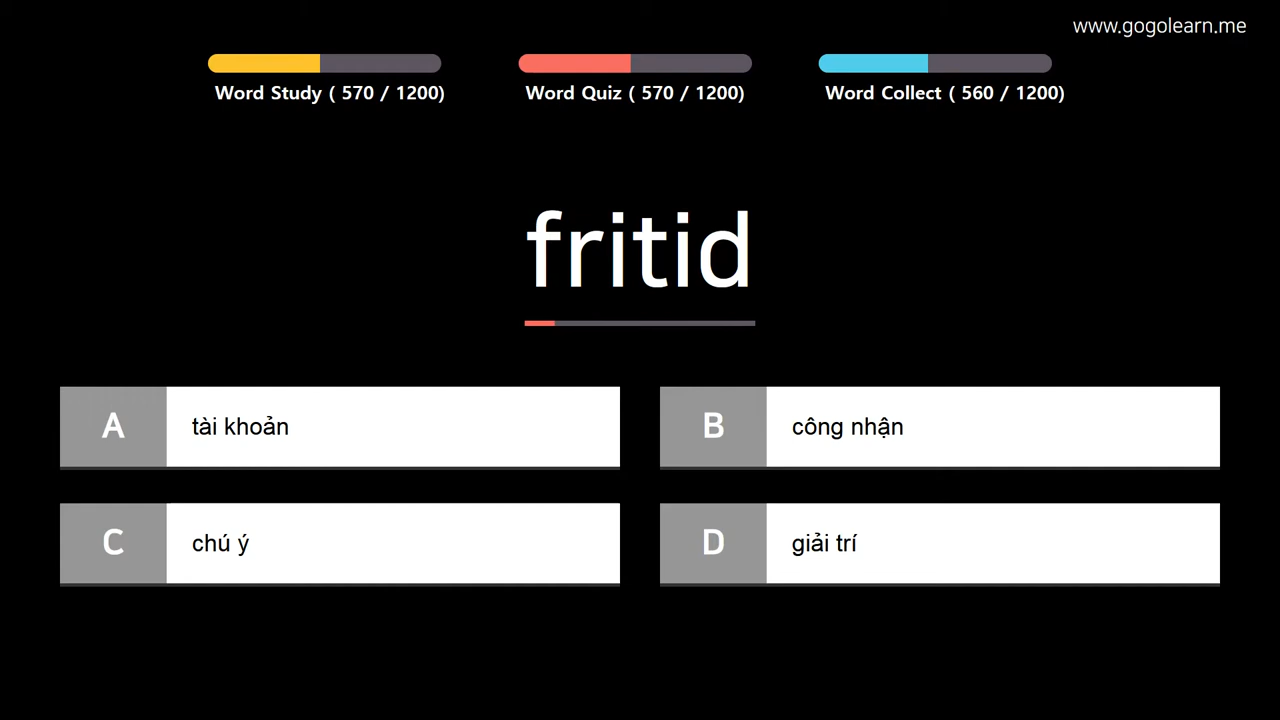 www.gogolearn.me
Word Study ( 570 / 1200)
Word Quiz ( 570 / 1200)
Word Collect ( 560 / 1200)
fritid
A tài khoản
B công nhận
C chú ý
D giải trí